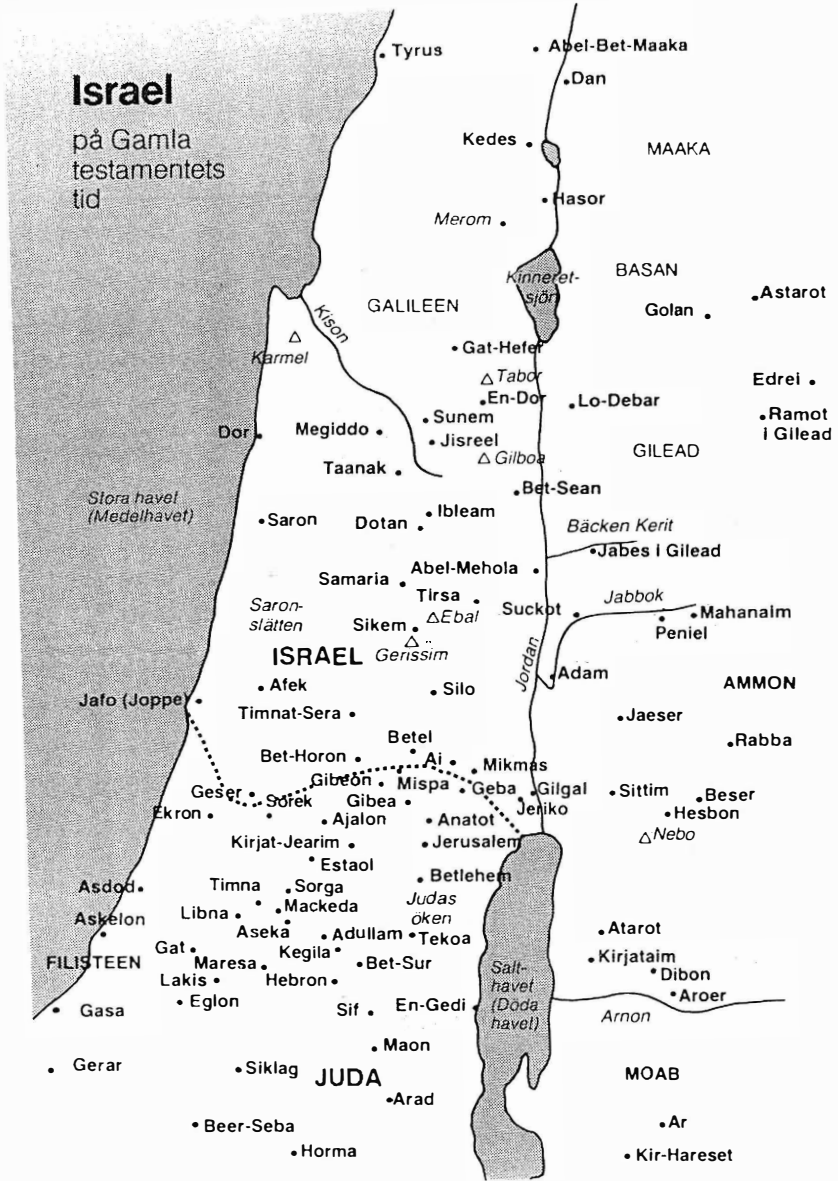 Israel
på Gamla
testamentets
tid
Tyrus
Abel-Bet-Maaka
Dan
Kedes
MAAKA
Hasor
Merom
Kinneret-
sjön
BASAN
Astarot
Golan
GALILEEN
Kison
Karmel
Gat-Hefer
Tabor
Edrei
En-Dor
Lo-Debar
Ramot
i Gilead
Sunem
Dor
Megiddo
Jisreel
GILEAD
Gilboa
Taanak
Bet-Sean
Stora havet
(Medelhavet)
Ibleam
Saron
Dotan
Bäcken Kerit
Jabes i Gilead
Abel-Mehola
Samaria
Tirsa
Jabbok
Saron-
slätten
Suckot
Mahanaim
Ebal
Sikem
Peniel
Gerissim
ISRAEL
Jordan
Adam
AMMON
Afek
Silo
Jafo (Joppe)
Timnat-Sera
Jaeser
Betel
Rabba
Bet-Horon
Ai
Mikmas
Gibeon
Mispa
Geba
Gilgal
Sittim
Beser
Geser
Sorek
Gibea
Jeriko
Hesbon
Ekron
Ajalon
Anatot
Nebo
Kirjat-Jearim
Jerusalem
Estaol
Betlehem
Asdod
Timna
Sorga
Mackeda
Judas
öken
Libna
Askelon
Aseka
Adullam
Tekoa
Atarot
Gat
Kegila
FILISTEEN
Maresa
Bet-Sur
Kirjataim
Salt-
havet
(Döda
havet)
Dibon
Lakis
Hebron
Aroer
Eglon
Gasa
Sif
En-Gedi
Arnon
Maon
Gerar
Siklag
JUDA
MOAB
Arad
Beer-Seba
Ar
Horma
Kir-Hareset